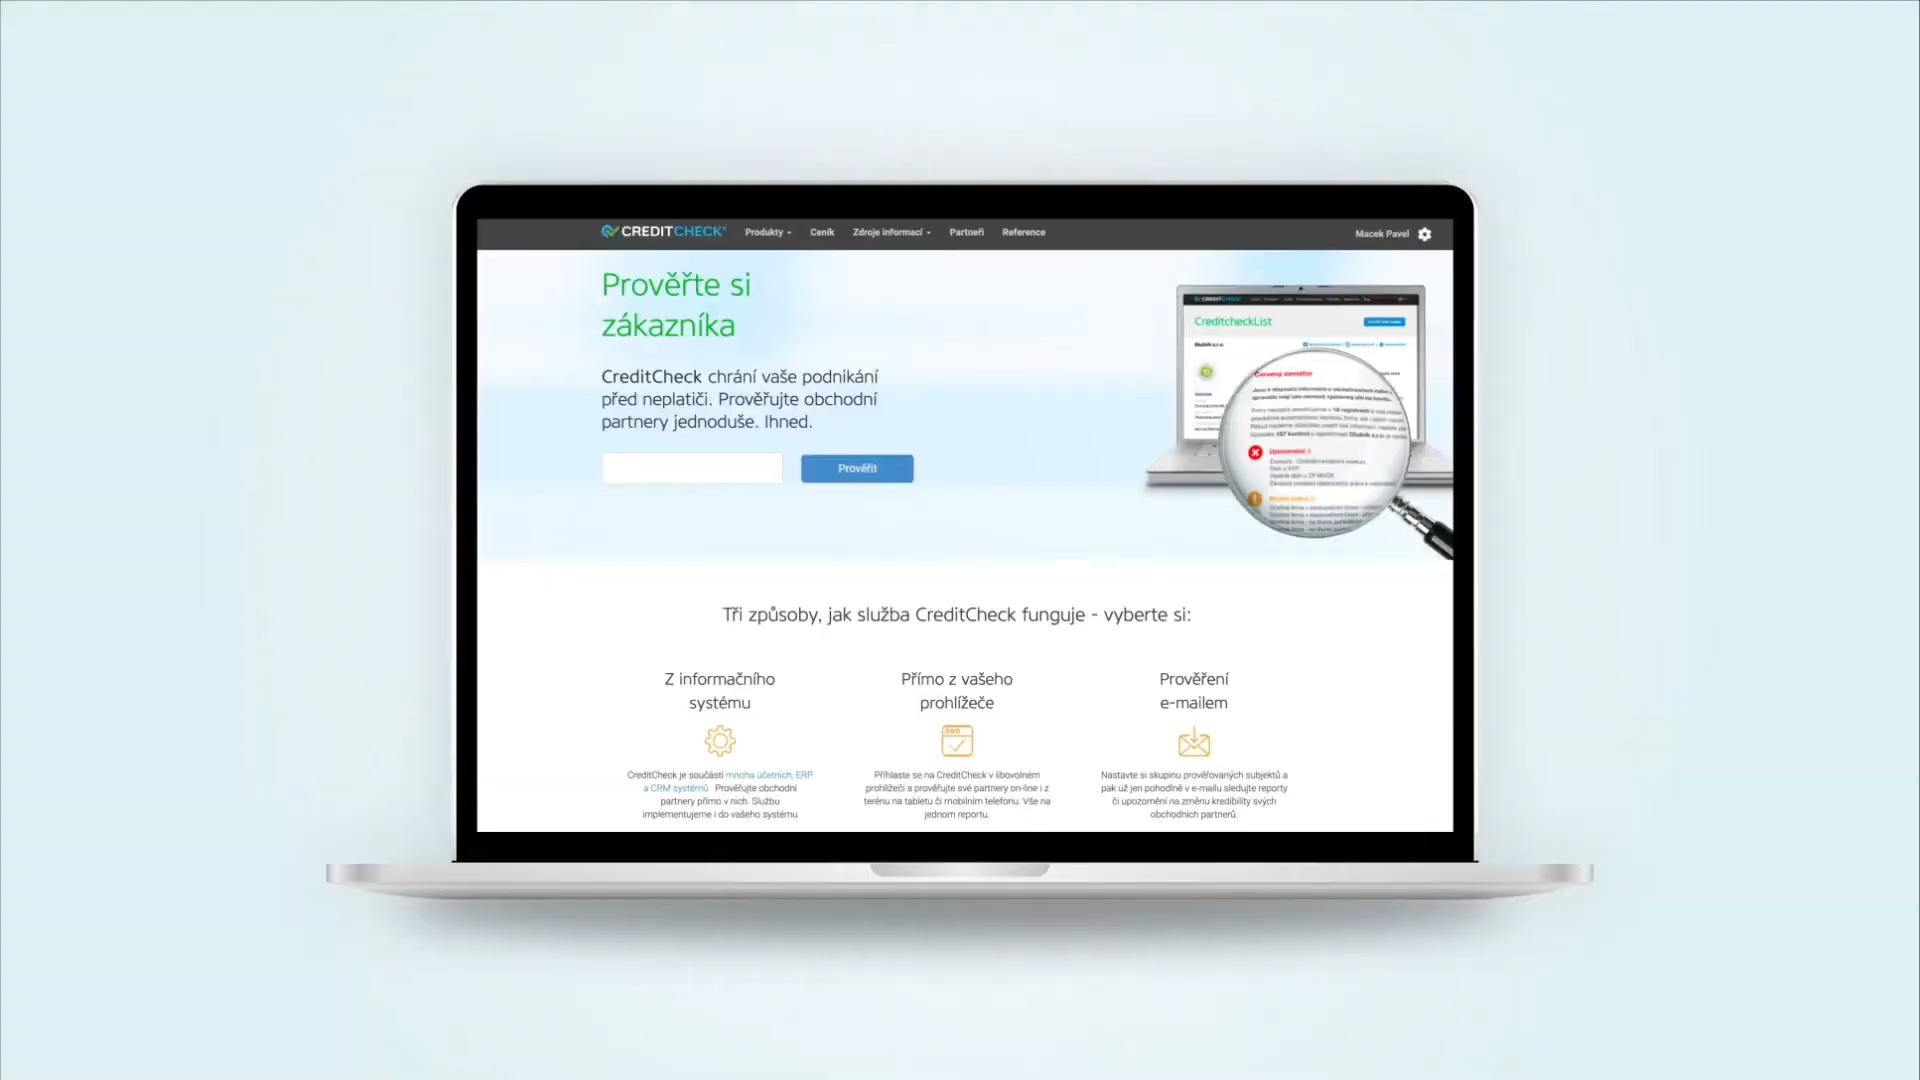 CREDITCHECK Produkty Ceník Zdroje informací Partneři Reference Macek Pavel
Prověřte si
zákazníka
CreditCheck chrání vaše podnikání
před neplatiči. Prověřujte obchodní
partnery jednoduše. Ihned.
Prověřit
CREDITCHECK
CreditcheckList
Dlužník s.r.o.
Červený semafor
Upozornění
Tři způsoby, jak služba CreditCheck funguje - vyberte si:
Z informačního
systému
CreditCheck je součástí mnoha účetních, ERP
a CRM systémů Prověřujte obchodní
partnery přímo v nich. Službu
implementujeme i do vašeho systému
Přímo z vašeho
prohlížeče
Přihlaste se na CreditCheck v libovolném
prohlížeči a prověřujte své partnery on-line i z
terénu na tabletu či mobilním telefonu. Vše na
jednom reportu.
Prověření
e-mailem
Nastavte si skupinu prověřovaných subjektů a
pak už jen pohodlně v e-mailu sledujte reporty
či upozornění na změnu kredibility svých
obchodních partnerů.